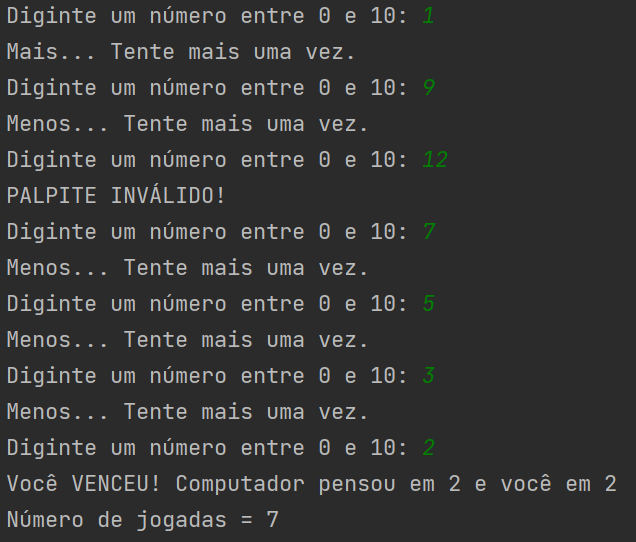 Diginte um número entre 0 e 10: 1
Mais... Tente mais uma vez.
Diginte um número entre 0 e 10: 9
Menos... Tente mais uma vez.
Diginte um número entre 0 e 10: 12
PALPITE INVÁLIDO!
Diginte um número entre 0 e 10: 7
Menos... Tente mais uma vez.
Diginte um número entre 0 e 10: 5
Menos... Tente mais uma vez.
Diginte um número entre 0 e 10: 3
Menos... Tente mais uma vez.
Diginte um número entre 0 e 10: 2
Você VENCEU! Computador pensou em 2 e você em 2
Número de jogadas = 7